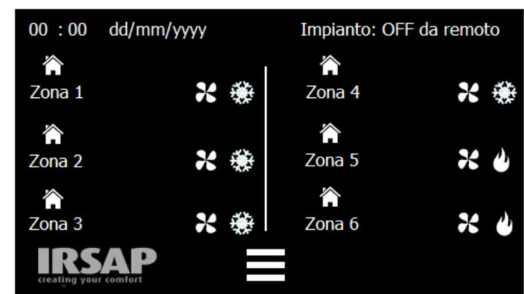 00 : 00 dd/mm/yyyy Impianto: OFF da remoto
Zona 1
Zona 2
Zona 3
Zona 4
Zona 5
Zona 6
IRSAP
creating your comfort